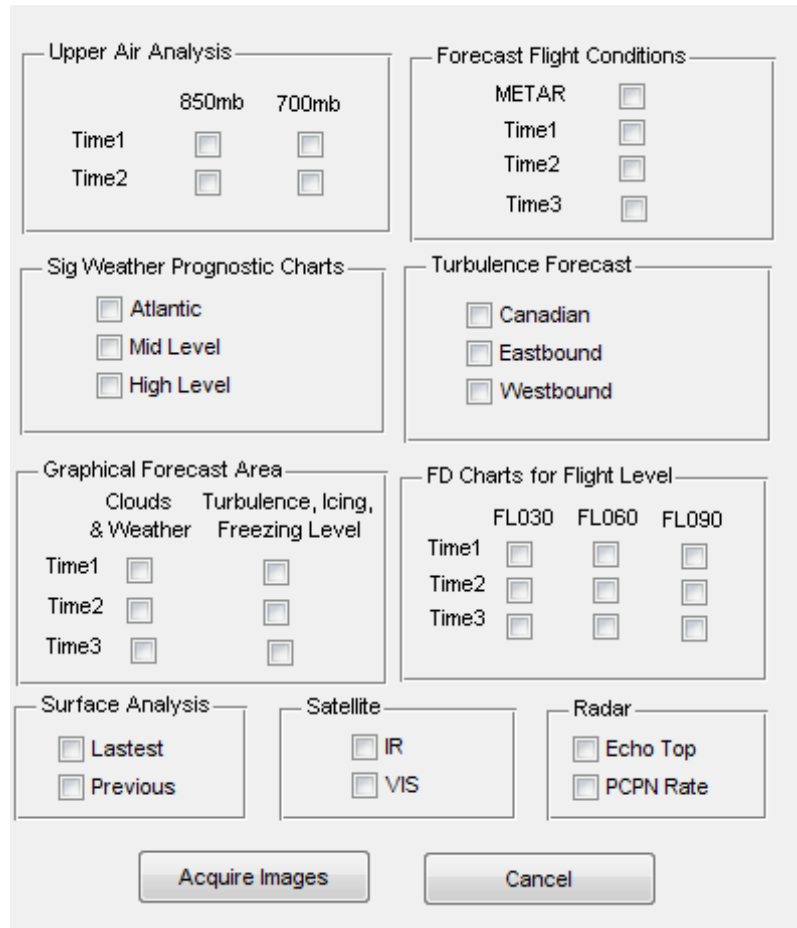 Upper Air Analysis
850mb 700mb
Time1
Time2
Forecast Flight Conditions
METAR
Time1
Time2
Time3
Sig Weather Prognostic Charts
Atlantic
Mid Level
High Level
Turbulence Forecast
Canadian
Eastbound
Westbound
Graphical Forecast Area
Clouds
& Weather
Turbulence, Icing,
Freezing Level
Time1
Time2
Time3
FD Charts for Flight Level
FL030 FL060 FL090
Time1
Time2
Time3
Surface Analysis
Lastest
Previous
Satellite
IR
VIS
Radar
Echo Top
PCPN Rate
Acquire Images
Cancel